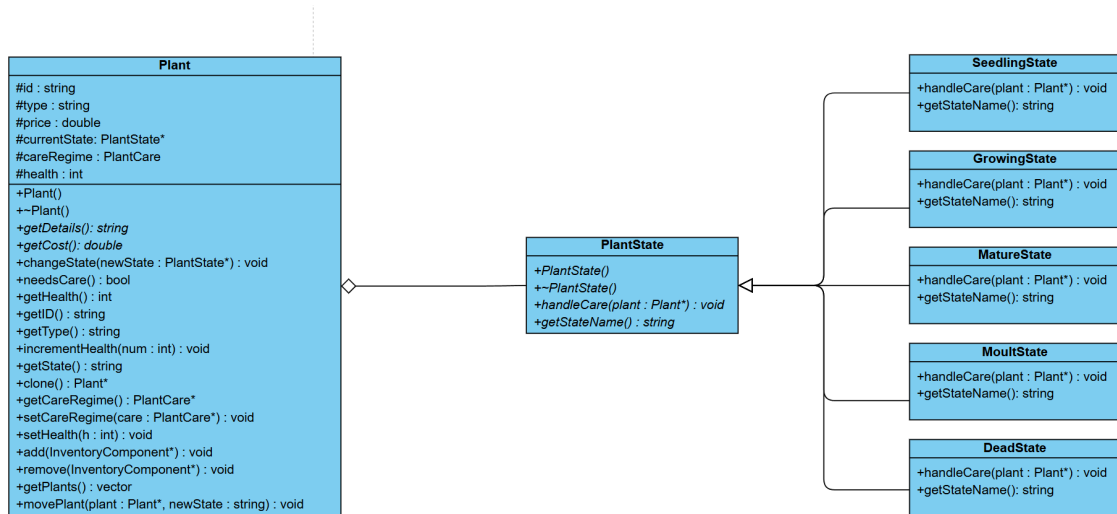 Plant
#id : string
#type : string
#price : double
#currentState: PlantState*
#careRegime : PlantCare
#health : int
+Plant()
+~Plant()
+getDetails(): string
+getCost(): double
+changeState(newState : PlantState*) : void
+needsCare() : bool
+getHealth() : int
+getID() : string
+getType() : string
+incrementHealth(num : int) : void
+getState() : string
+clone() : Plant*
+getCareRegime() : PlantCare*
+setCareRegime(care : PlantCare*) : void
+setHealth(h : int) : void
+add(InventoryComponent*) : void
+remove(InventoryComponent*) : void
+getPlants() : vector
+movePlant(plant : Plant*, newState : string) : void
PlantState
+PlantState()
+~PlantState()
+handleCare(plant : Plant*) : void
+getStateName() : string
SeedlingState
+handleCare(plant : Plant*) : void
+getStateName(): string
GrowingState
+handleCare(plant : Plant*) : void
+getStateName(): string
MatureState
+handleCare(plant : Plant*) : void
+getStateName(): string
MoultState
+handleCare(plant : Plant*) : void
+getStateName(): string
DeadState
+handleCare(plant : Plant*) : void
+getStateName(): string